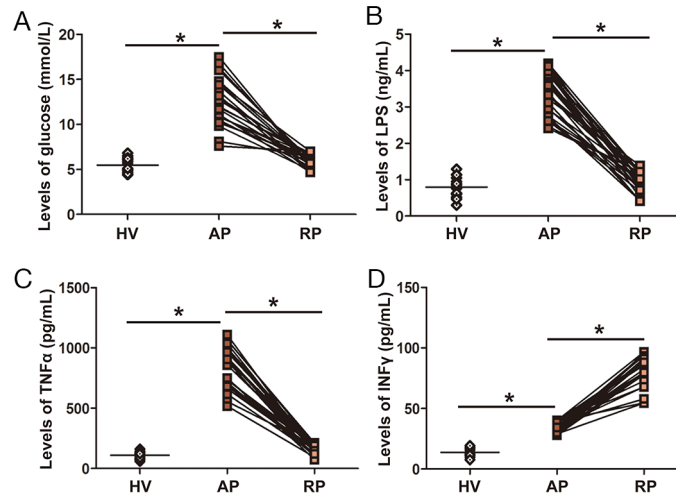 A
Levels of glucose (mmol/L)
20
15
10
5
0
*
*
HV AP RP
B
Levels of LPS (ng/mL)
5
4
3
2
1
0
*
*
HV AP RP
C
Levels of TNFα (pg/mL)
1500
1000
500
0
*
*
HV AP RP
D
Levels of INFγ (pg/mL)
150
100
50
0
*
*
HV AP RP